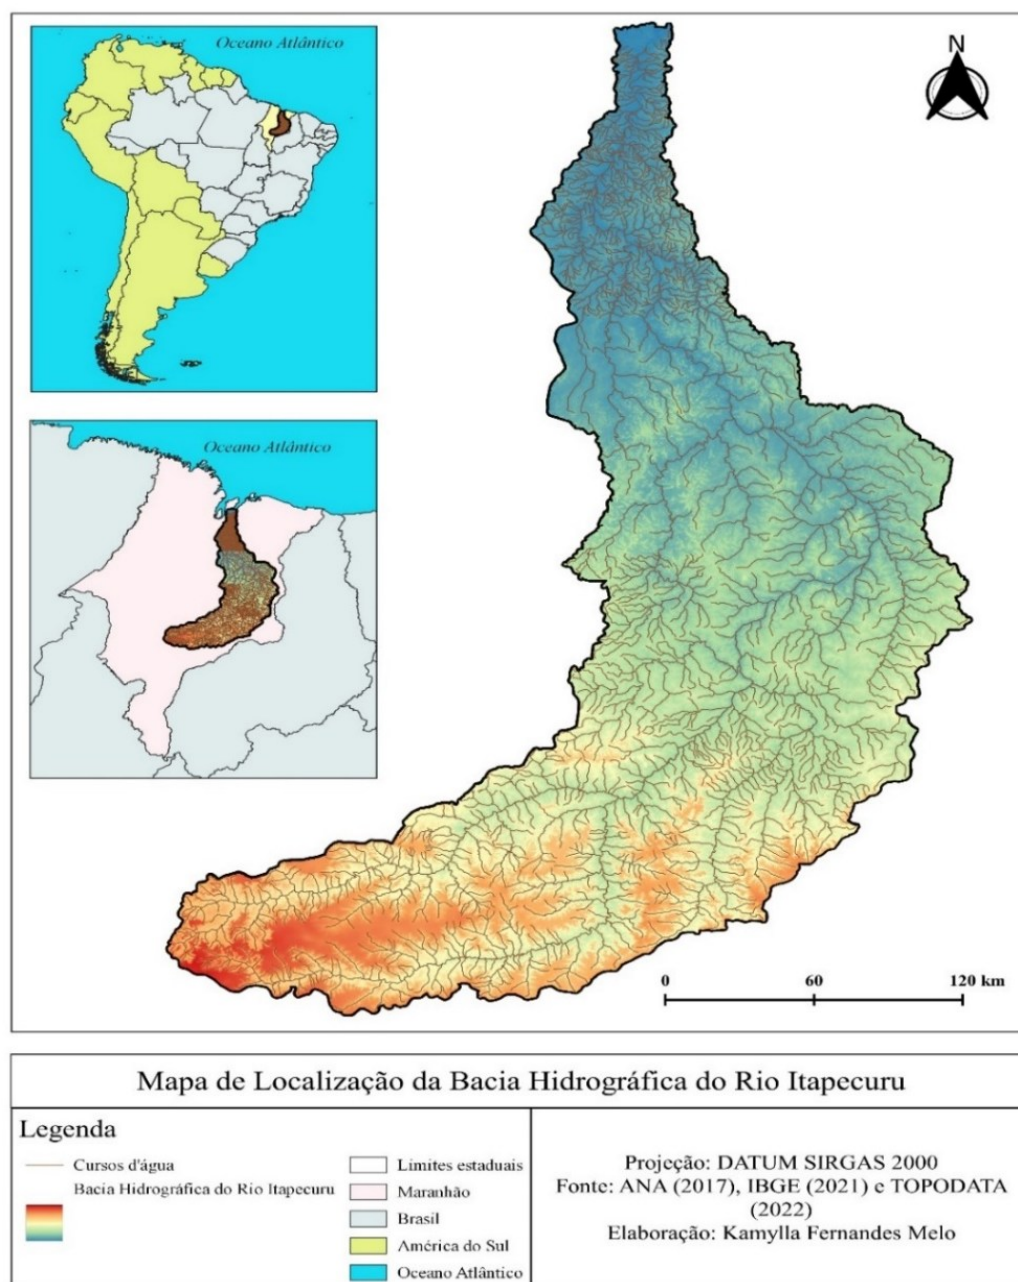 Oceano Atlântico
N
Oceano Atlântico
0 60 120 km
Mapa de Localização da Bacia Hidrográfica do Rio Itapecuru
Legenda
Cursos d'água
Bacia Hidrográfica do Rio Itapecuru
Limites estaduais
Maranhão
Brasil
América do Sul
Oceano Atlântico
Projeção: DATUM SIRGAS 2000
Fonte: ANA (2017), IBGE (2021) e TOPODATA
(2022)
Elaboração: Kamylla Fernandes Melo